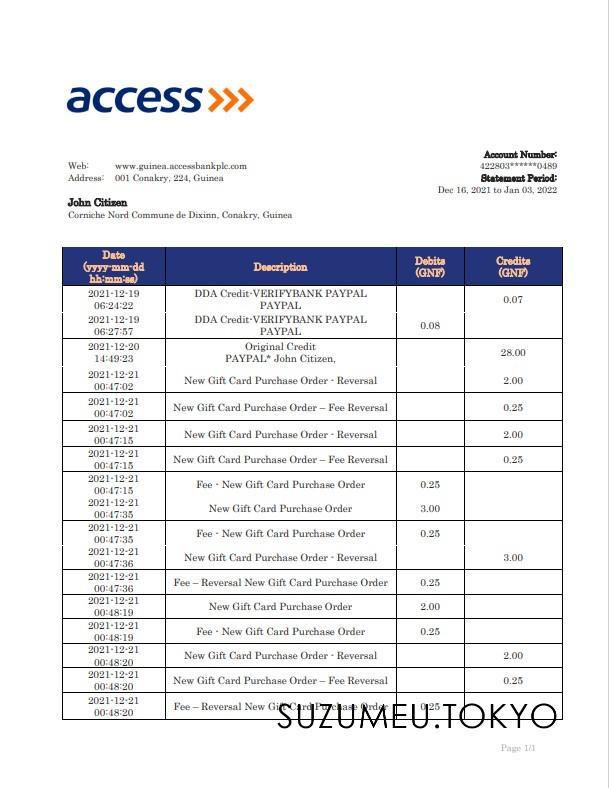 access
Account Number:
Web: www.guinea.accessbankplc.com 422803******0489
Address: 001 Conakry, 224, Guinea Statement Period:
Dec 16, 2021 to Jan 03, 2022
John Citizen
Corniche Nord Commune de Dixinn, Conakry, Guinea
Date (yyyy-mm-dd hh:mm:ss) Description Debits (GNF) Credits (GNF)
2021-12-19 06:24:22 DDA Credit-VERIFYBANK PAYPAL PAYPAL 0.07
2021-12-19 06:27:57 DDA Credit-VERIFYBANK PAYPAL PAYPAL 0.08
2021-12-20 14:49:23 Original Credit PAYPAL* John Citizen, 28.00
2021-12-21 00:47:02 New Gift Card Purchase Order - Reversal 2.00
2021-12-21 00:47:02 New Gift Card Purchase Order – Fee Reversal 0.25
2021-12-21 00:47:15 New Gift Card Purchase Order - Reversal 2.00
2021-12-21 00:47:15 New Gift Card Purchase Order – Fee Reversal 0.25
2021-12-21 00:47:15 Fee - New Gift Card Purchase Order 0.25
2021-12-21 00:47:35 New Gift Card Purchase Order 3.00
2021-12-21 00:47:35 Fee - New Gift Card Purchase Order 0.25
2021-12-21 00:47:36 New Gift Card Purchase Order - Reversal 3.00
2021-12-21 00:47:36 Fee – Reversal New Gift Card Purchase Order 0.25
2021-12-21 00:48:19 New Gift Card Purchase Order 2.00
2021-12-21 00:48:19 Fee - New Gift Card Purchase Order 0.25
2021-12-21 00:48:20 New Gift Card Purchase Order - Reversal 2.00
2021-12-21 00:48:20 New Gift Card Purchase Order – Fee Reversal 0.25
2021-12-21 00:48:20 Fee – Reversal New Gift Card Purchase Order 0.25
SUZUMEU.TOKYO
Page 1/1